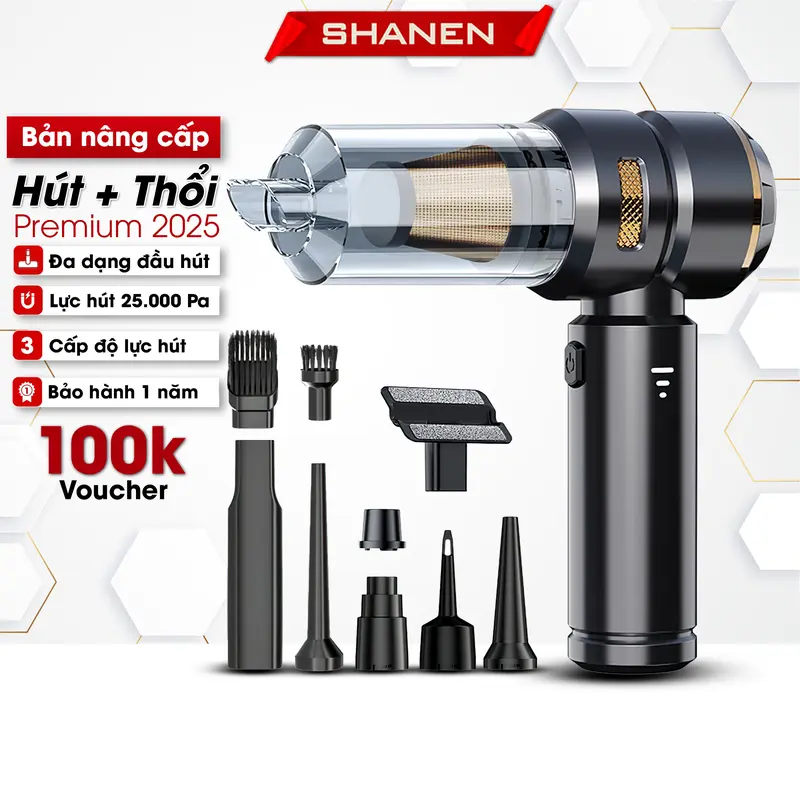 SHANEN
Bản nâng cấp
Hút + Thổi
Premium 2025
Đa dạng đầu hút
Lực hút 25.000 Pa
3 Cấp độ lực hút
Bảo hành 1 năm
100k
Voucher